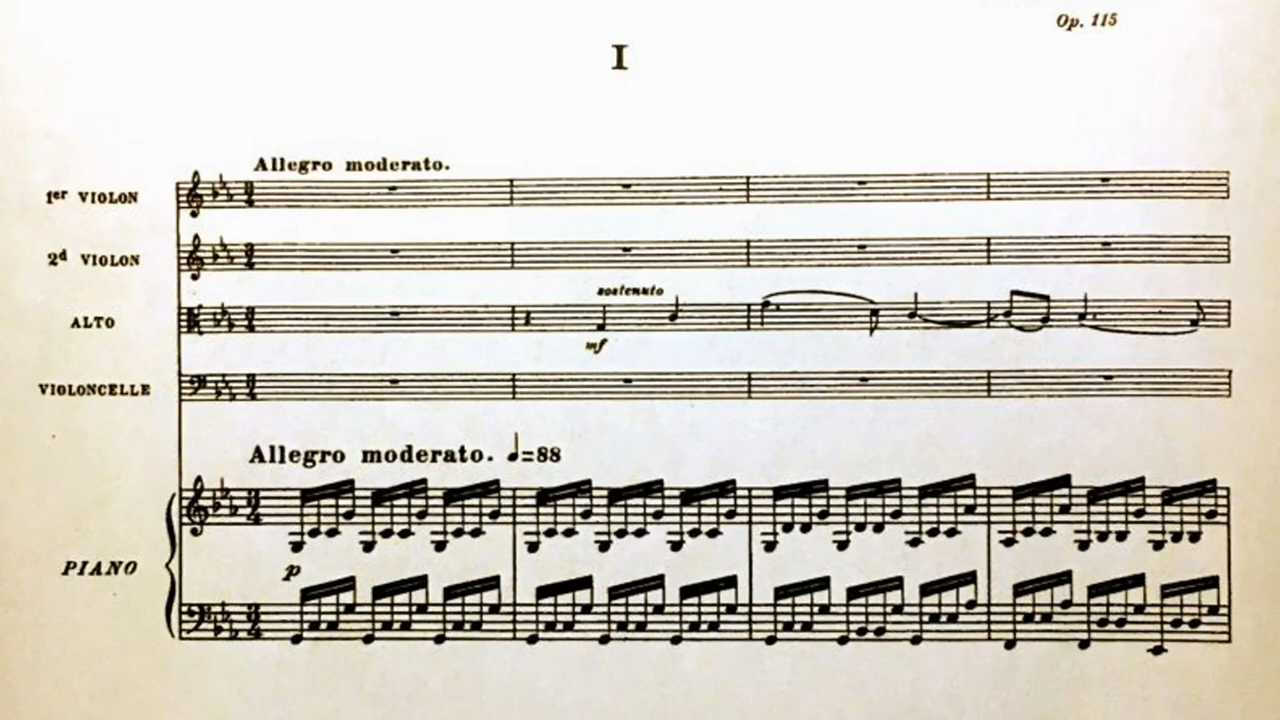 Op. 115
I
Allegro moderato.
1er VIOLON
2d VIOLON
sostenuto
ALTO
mf
VIOLONCELLE
Allegro moderato. ♩=88
PIANO
p